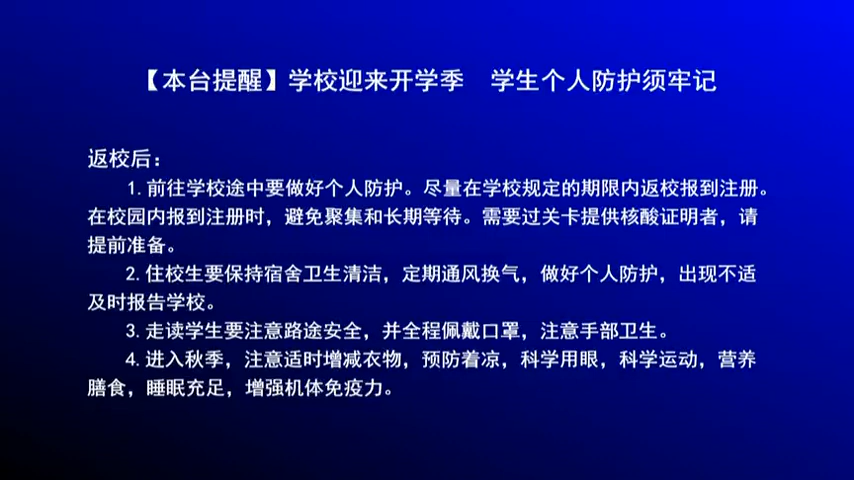 【本台提醒】学校迎来开学季 学生个人防护须牢记
返校后：
1.前往学校途中要做好个人防护。尽量在学校规定的期限内返校报到注册。
在校园内报到注册时，避免聚集和长期等待。需要过关卡提供核酸证明者，请
提前准备。
2.住校生要保持宿舍卫生清洁，定期通风换气，做好个人防护，出现不适
及时报告学校。
3.走读学生要注意路途安全，并全程佩戴口罩，注意手部卫生。
4.进入秋季，注意适时增减衣物，预防着凉，科学用眼，科学运动，营养
膳食，睡眠充足，增强机体免疫力。